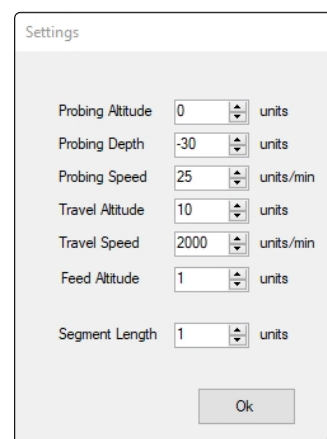 Settings
Probing Altitude 0 units
Probing Depth -30 units
Probing Speed 25 units/min
Travel Altitude 10 units
Travel Speed 2000 units/min
Feed Altitude 1 units
Segment Length 1 units
Ok